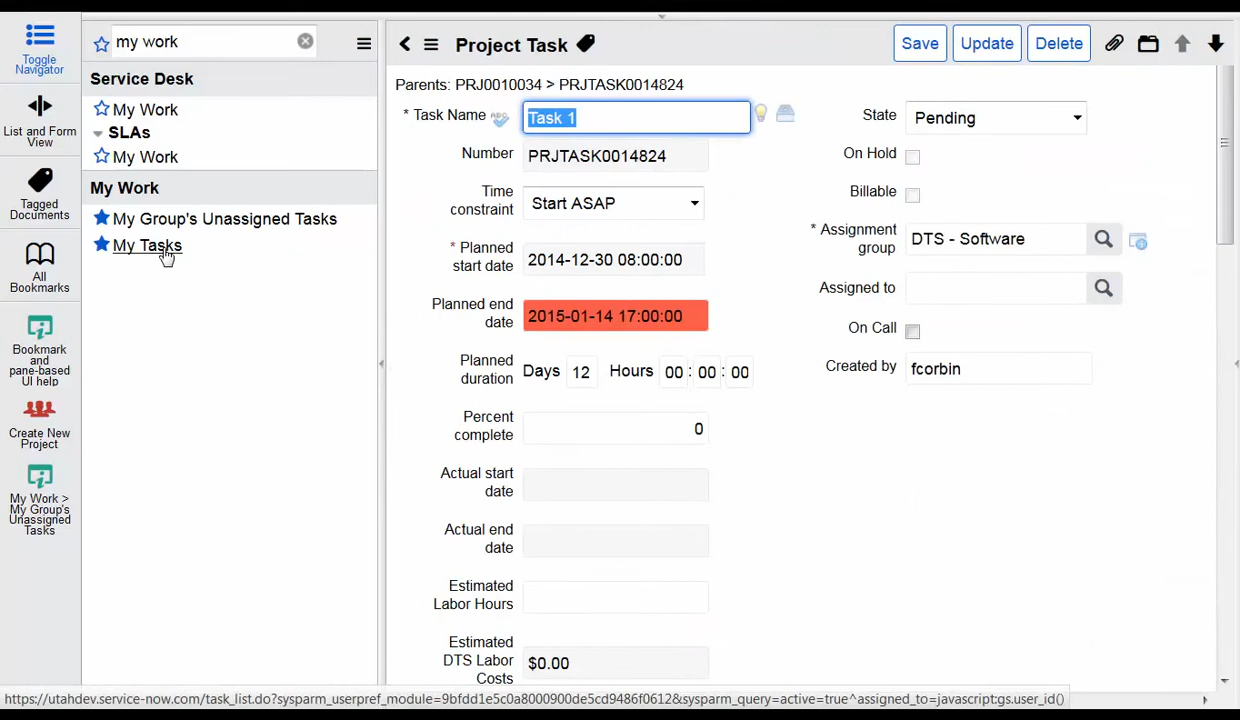 Toggle
Navigator
List and Form
View
Tagged
Documents
All
Bookmarks
Bookmark
and
pane-based
UI help
Create New
Project
My Work >
My Group's
Unassigned
Tasks
my work
Service Desk
My Work
SLAs
My Work
My Work
My Group's Unassigned Tasks
My Tasks
Project Task
Save
Update
Delete
Parents: PRJ0010034 > PRJTASK0014824
* Task Name ABC Task 1
Number PRJTASK0014824
Time
constraint Start ASAP
* Planned
start date 2014-12-30 08:00:00
Planned end
date 2015-01-14 17:00:00
Planned
duration Days 12 Hours 00 : 00 : 00
Percent
complete 0
Actual start
date
Actual end
date
Estimated
Labor Hours
Estimated
DTS Labor
Costs $0.00
State Pending
On Hold
Billable
* Assignment
group DTS - Software
Assigned to
On Call
Created by fcorbin
https://utahdev.service-now.com/task_list.do?sysparm_userpref_module=9bfdd1e5c0a8000900dec5d9486f0612&sysparm_query=active=true^assigned_to=javascript:gs.user_id()